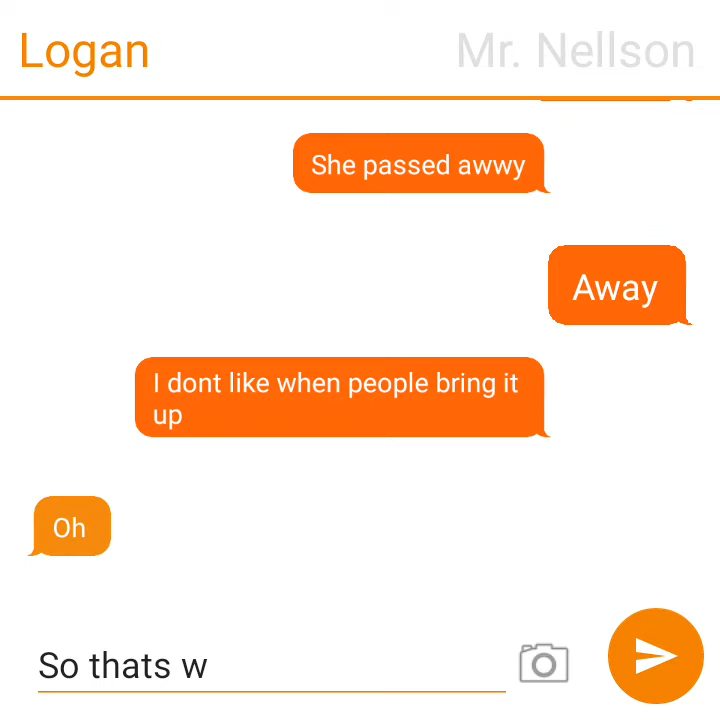 Logan
Mr. Nellson
She passed awwy
Away
I dont like when people bring it
up
Oh
So thats w